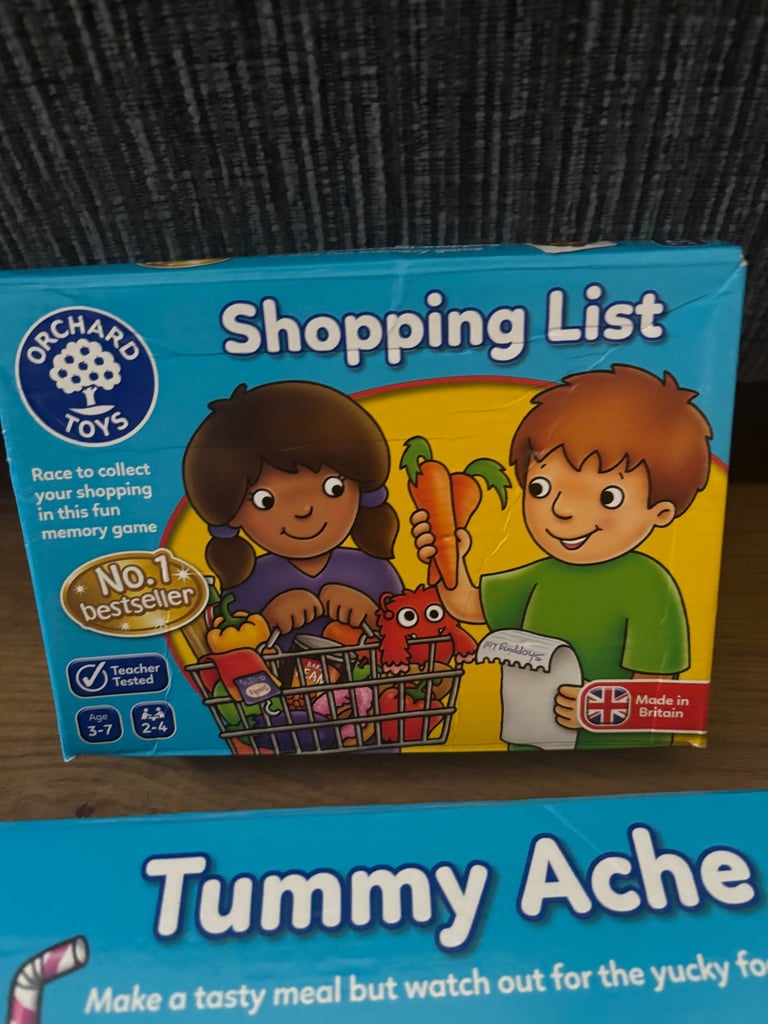 Shopping List
ORCHARD
TOYS
Race to collect
your shopping
in this fun
memory game
No.1
bestseller
Teacher
Tested
Age
3-7
2-4
Made in
Britain
Tummy Ache
Make a tasty meal but watch out for the yucky